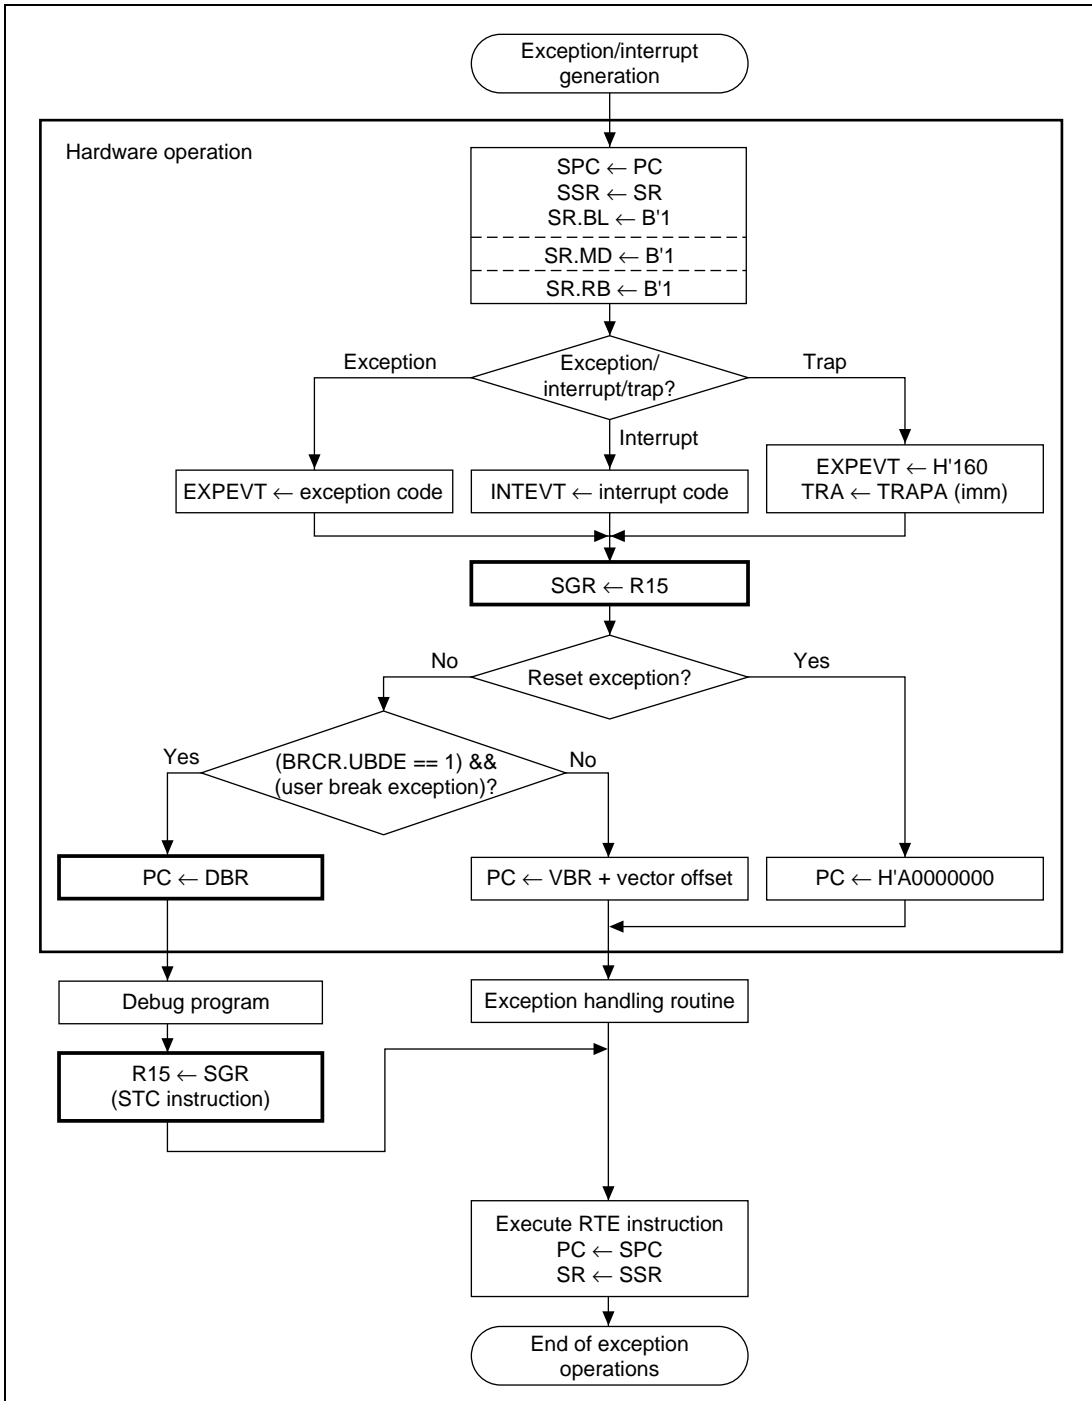 Exception/interrupt
generation
Hardware operation
SPC ← PC
SSR ← SR
SR.BL ← B'1
SR.MD ← B'1
SR.RB ← B'1
Exception
Exception/
interrupt/trap?
Trap
Interrupt
EXPEVT ← exception code
INTEVT ← interrupt code
EXPEVT ← H'160
TRA ← TRAPA (imm)
SGR ← R15
No
Reset exception?
Yes
Yes
(BRCR.UBDE == 1) &&
(user break exception)?
No
PC ← DBR
PC ← VBR + vector offset
PC ← H'A0000000
Debug program
Exception handling routine
R15 ← SGR
(STC instruction)
Execute RTE instruction
PC ← SPC
SR ← SSR
End of exception
operations